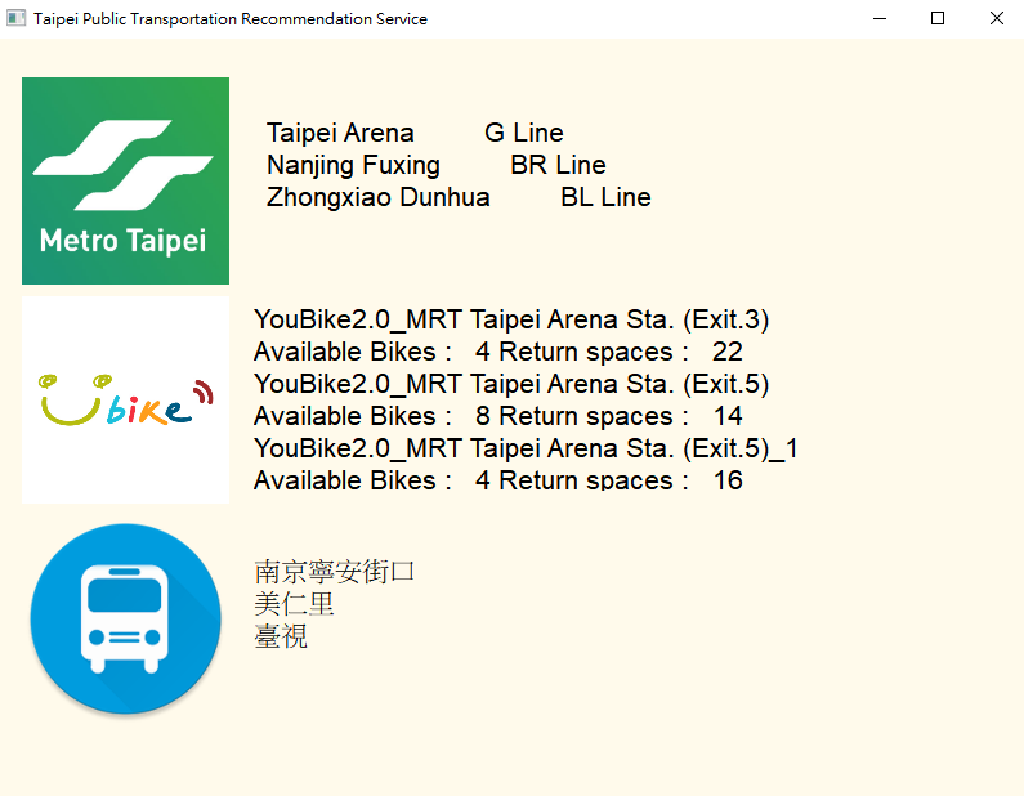 Taipei Public Transportation Recommendation Service
Metro Taipei
Taipei Arena G Line
Nanjing Fuxing BR Line
Zhongxiao Dunhua BL Line
Ubike
YouBike2.0_MRT Taipei Arena Sta. (Exit.3)
Available Bikes : 4 Return spaces : 22
YouBike2.0_MRT Taipei Arena Sta. (Exit.5)
Available Bikes : 8 Return spaces : 14
YouBike2.0_MRT Taipei Arena Sta. (Exit.5)_1
Available Bikes : 4 Return spaces : 16
南京寧安街口
美仁里
臺視